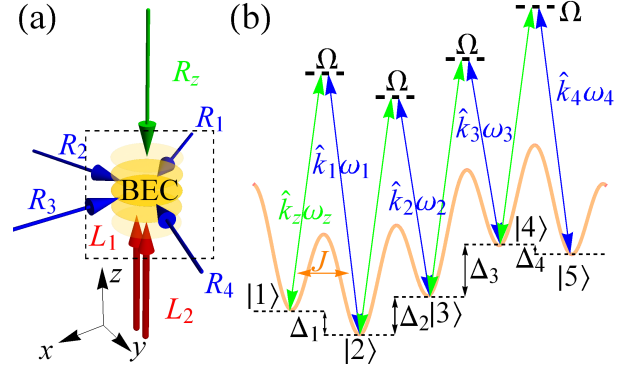 (a)
R_z
R_1
R_2
BEC
R_3
L_1
R_4
L_2
z
x
y
(b)
Ω
Ω
Ω
Ω
k̂_1ω_1
k̂_3ω_3
k̂_4ω_4
k̂_zω_z
k̂_2ω_2
J
|1⟩
|2⟩
|3⟩
|4⟩
|5⟩
Δ_1
Δ_2
Δ_3
Δ_4